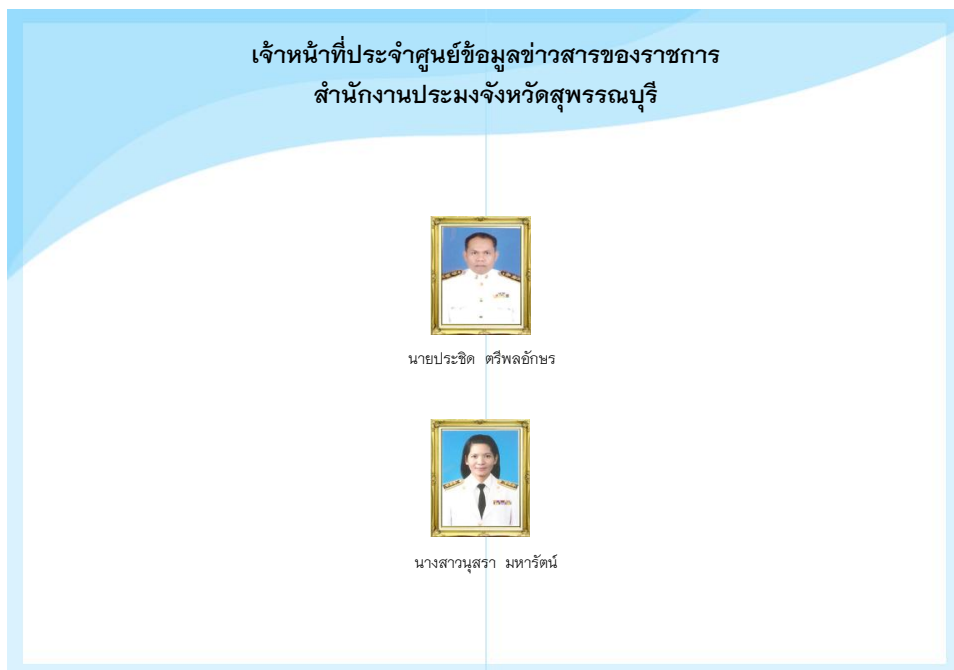 เจ้าหน้าที่ประจำศูนย์ข้อมูลข่าวสารของราชการ
สำนักงานประมงจังหวัดสุพรรณบุรี
นายประชิด ตรีพลอักษร
นางสาวนุสรา มหารัตน์